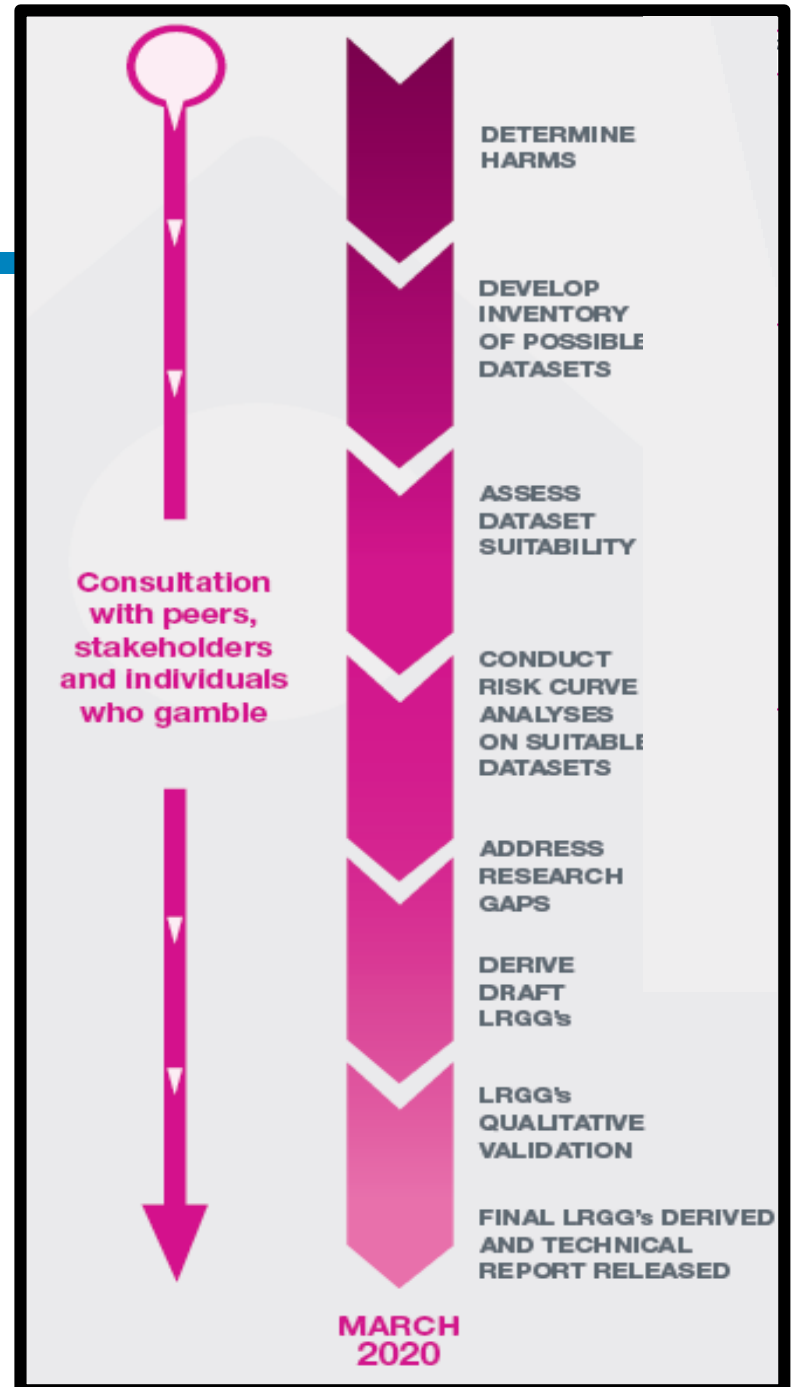 DETERMINE
HARMS
DEVELOP
INVENTORY
OF POSSIBLE
DATASETS
ASSESS
DATASET
SUITABILITY
Consultation
with peers,
stakeholders
and individuals
who gamble
CONDUCT
RISK CURVE
ANALYSES
ON SUITABLE
DATASETS
ADDRESS
RESEARCH
GAPS
DERIVE
DRAFT
LRGG's
LRGG's
QUALITATIVE
VALIDATION
FINAL LRGG's DERIVED
AND TECHNICAL
REPORT RELEASED
MARCH
2020